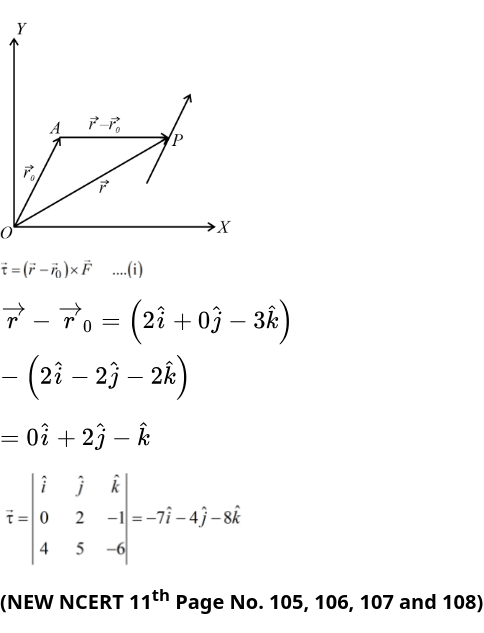 Y
A
r⃗ – r⃗₀
P
r⃗₀
r⃗
O
X
τ⃗ = (r⃗ – r⃗₀) × F⃗ ....(i)
r⃗ − r⃗₀ = (2î + 0ĵ − 3k̂)
− (2î − 2ĵ − 2k̂)
= 0î + 2ĵ − k̂
î ĵ k̂
τ⃗ = | 0 2 –1 | = –7î – 4ĵ – 8k̂
4 5 –6
(NEW NCERT 11th Page No. 105, 106, 107 and 108)